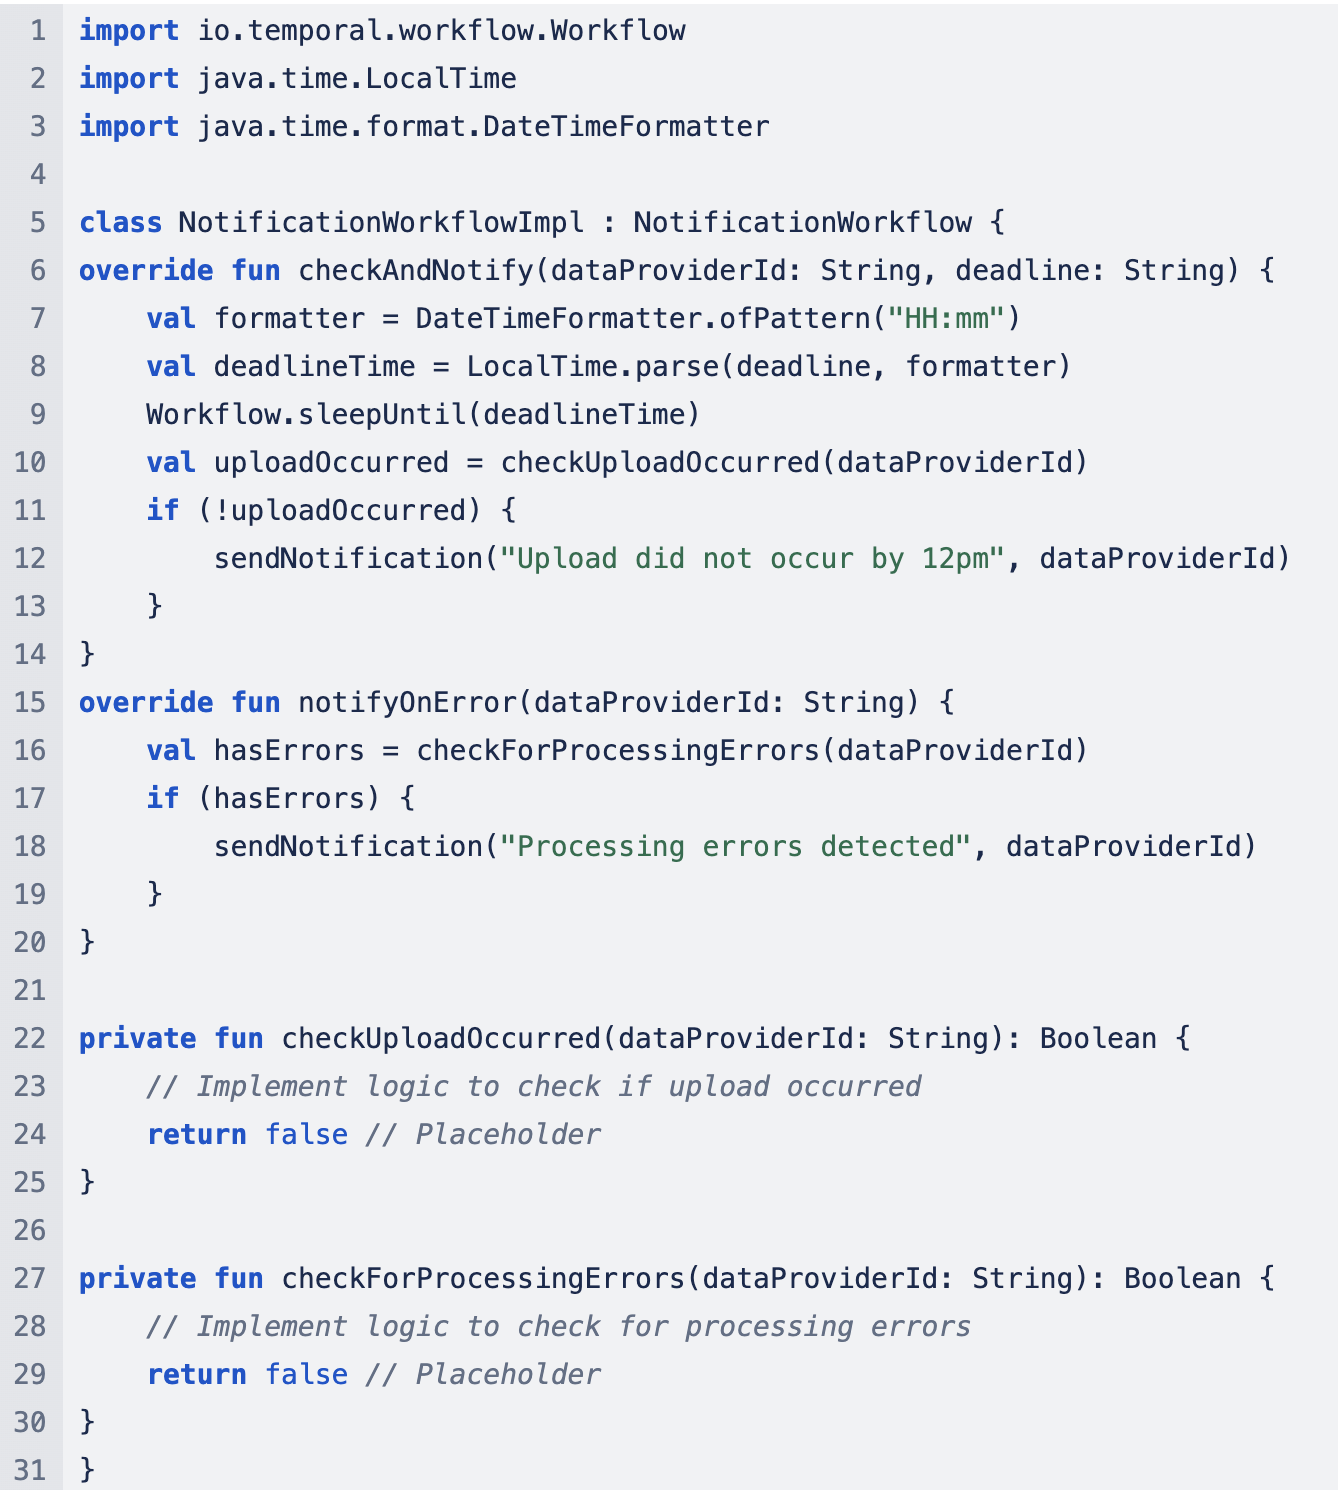 1 import io.temporal.workflow.Workflow
2 import java.time.LocalTime
3 import java.time.format.DateTimeFormatter
4
5 class NotificationWorkflowImpl : NotificationWorkflow {
6 override fun checkAndNotify(dataProviderId: String, deadline: String) {
7     val formatter = DateTimeFormatter.ofPattern("HH:mm")
8     val deadlineTime = LocalTime.parse(deadline, formatter)
9     Workflow.sleepUntil(deadlineTime)
10     val uploadOccurred = checkUploadOccurred(dataProviderId)
11     if (!uploadOccurred) {
12         sendNotification("Upload did not occur by 12pm", dataProviderId)
13     }
14 }
15 override fun notifyOnError(dataProviderId: String) {
16     val hasErrors = checkForProcessingErrors(dataProviderId)
17     if (hasErrors) {
18         sendNotification("Processing errors detected", dataProviderId)
19     }
20 }
21
22 private fun checkUploadOccurred(dataProviderId: String): Boolean {
23     // Implement logic to check if upload occurred
24     return false // Placeholder
25 }
26
27 private fun checkForProcessingErrors(dataProviderId: String): Boolean {
28     // Implement logic to check for processing errors
29     return false // Placeholder
30 }
31 }